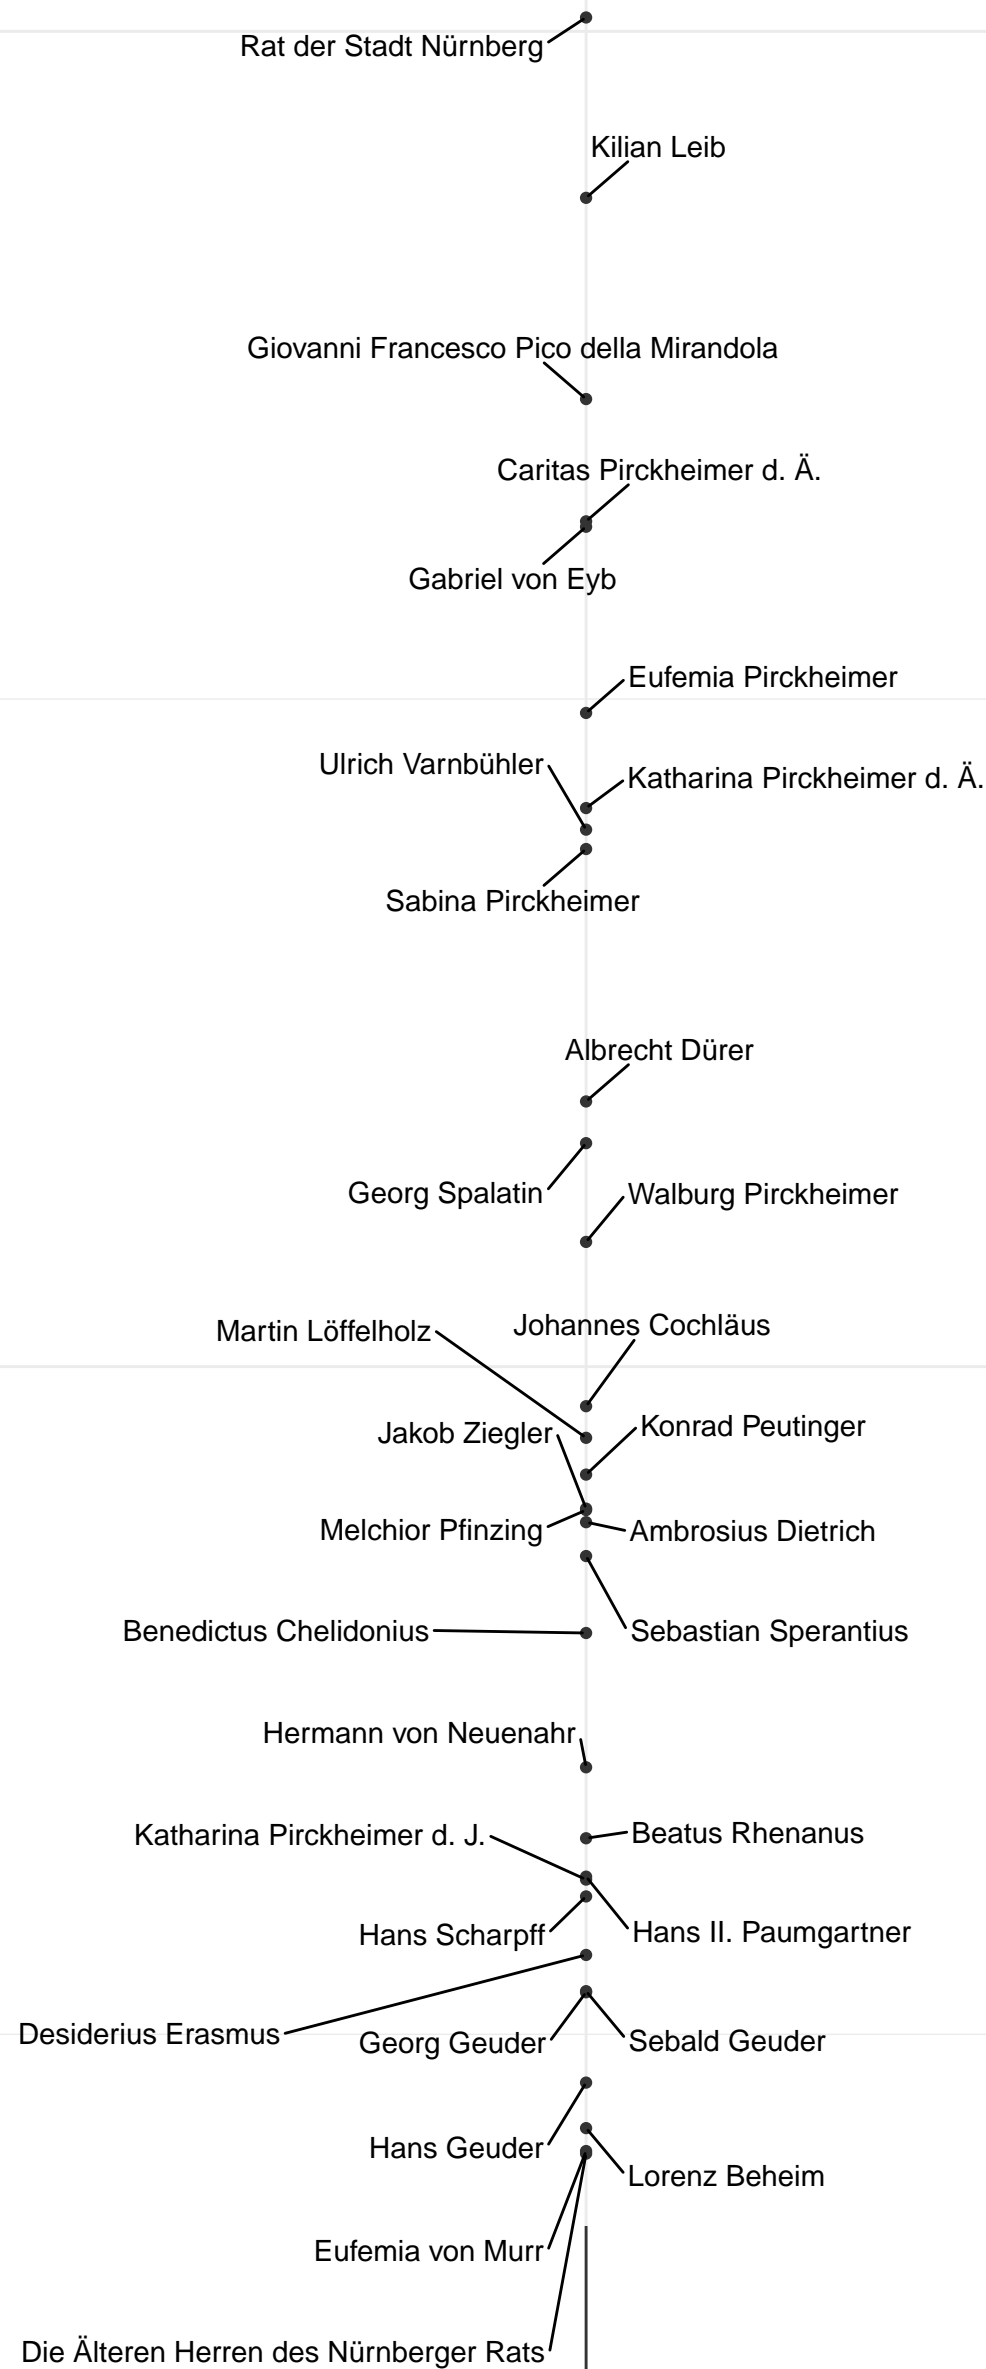 Rat der Stadt Nürnberg
Kilian Leib
Giovanni Francesco Pico della Mirandola
Caritas Pirckheimer d. Ä.
Gabriel von Eyb
Eufemia Pirckheimer
Ulrich Varnbühler
Katharina Pirckheimer d. Ä.
Sabina Pirckheimer
Albrecht Dürer
Georg Spalatin
Walburg Pirckheimer
Johannes Cochläus
Martin Löffelholz
Konrad Peutinger
Jakob Ziegler
Melchior Pfinzing
Ambrosius Dietrich
Benedictus Chelidonius
Sebastian Sperantius
Hermann von Neuenahr
Katharina Pirckheimer d. J.
Beatus Rhenanus
Hans Scharpff
Hans II. Paumgartner
Desiderius Erasmus
Georg Geuder
Sebald Geuder
Hans Geuder
Lorenz Beheim
Eufemia von Murr
Die Älteren Herren des Nürnberger Rats